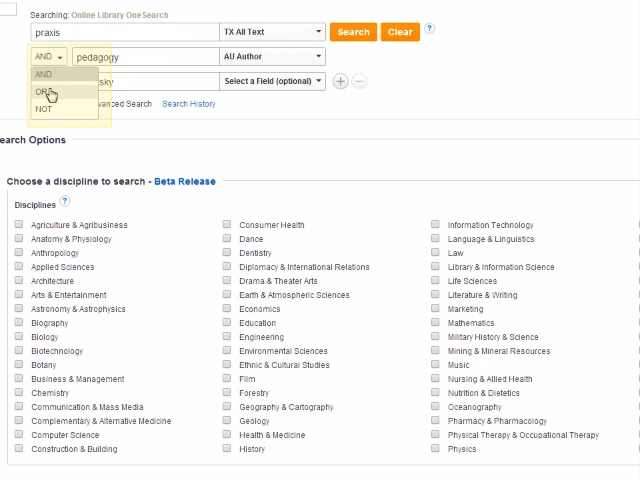 Searching: Online Library OneSearch
praxis TX All Text Search Clear ?
AND pedagogy AU Author
AND sky Select a Field (optional)
OR
NOT vanced Search Search History
earch Options
Choose a discipline to search - Beta Release
Disciplines ?
Agriculture & Agribusiness Consumer Health Information Technology
Anatomy & Physiology Dance Language & Linguistics
Anthropology Dentistry Law
Applied Sciences Diplomacy & International Relations Library & Information Science
Architecture Drama & Theater Arts Life Sciences
Arts & Entertainment Earth & Atmospheric Sciences Literature & Writing
Astronomy & Astrophysics Economics Marketing
Biography Education Mathematics
Biology Engineering Military History & Science
Biotechnology Environmental Sciences Mining & Mineral Resources
Botany Ethnic & Cultural Studies Music
Business & Management Film Nursing & Allied Health
Chemistry Forestry Nutrition & Dietetics
Communication & Mass Media Geography & Cartography Oceanography
Complementary & Alternative Medicine Geology Pharmacy & Pharmacology
Computer Science Health & Medicine Physical Therapy & Occupational Therapy
Construction & Building History Physics